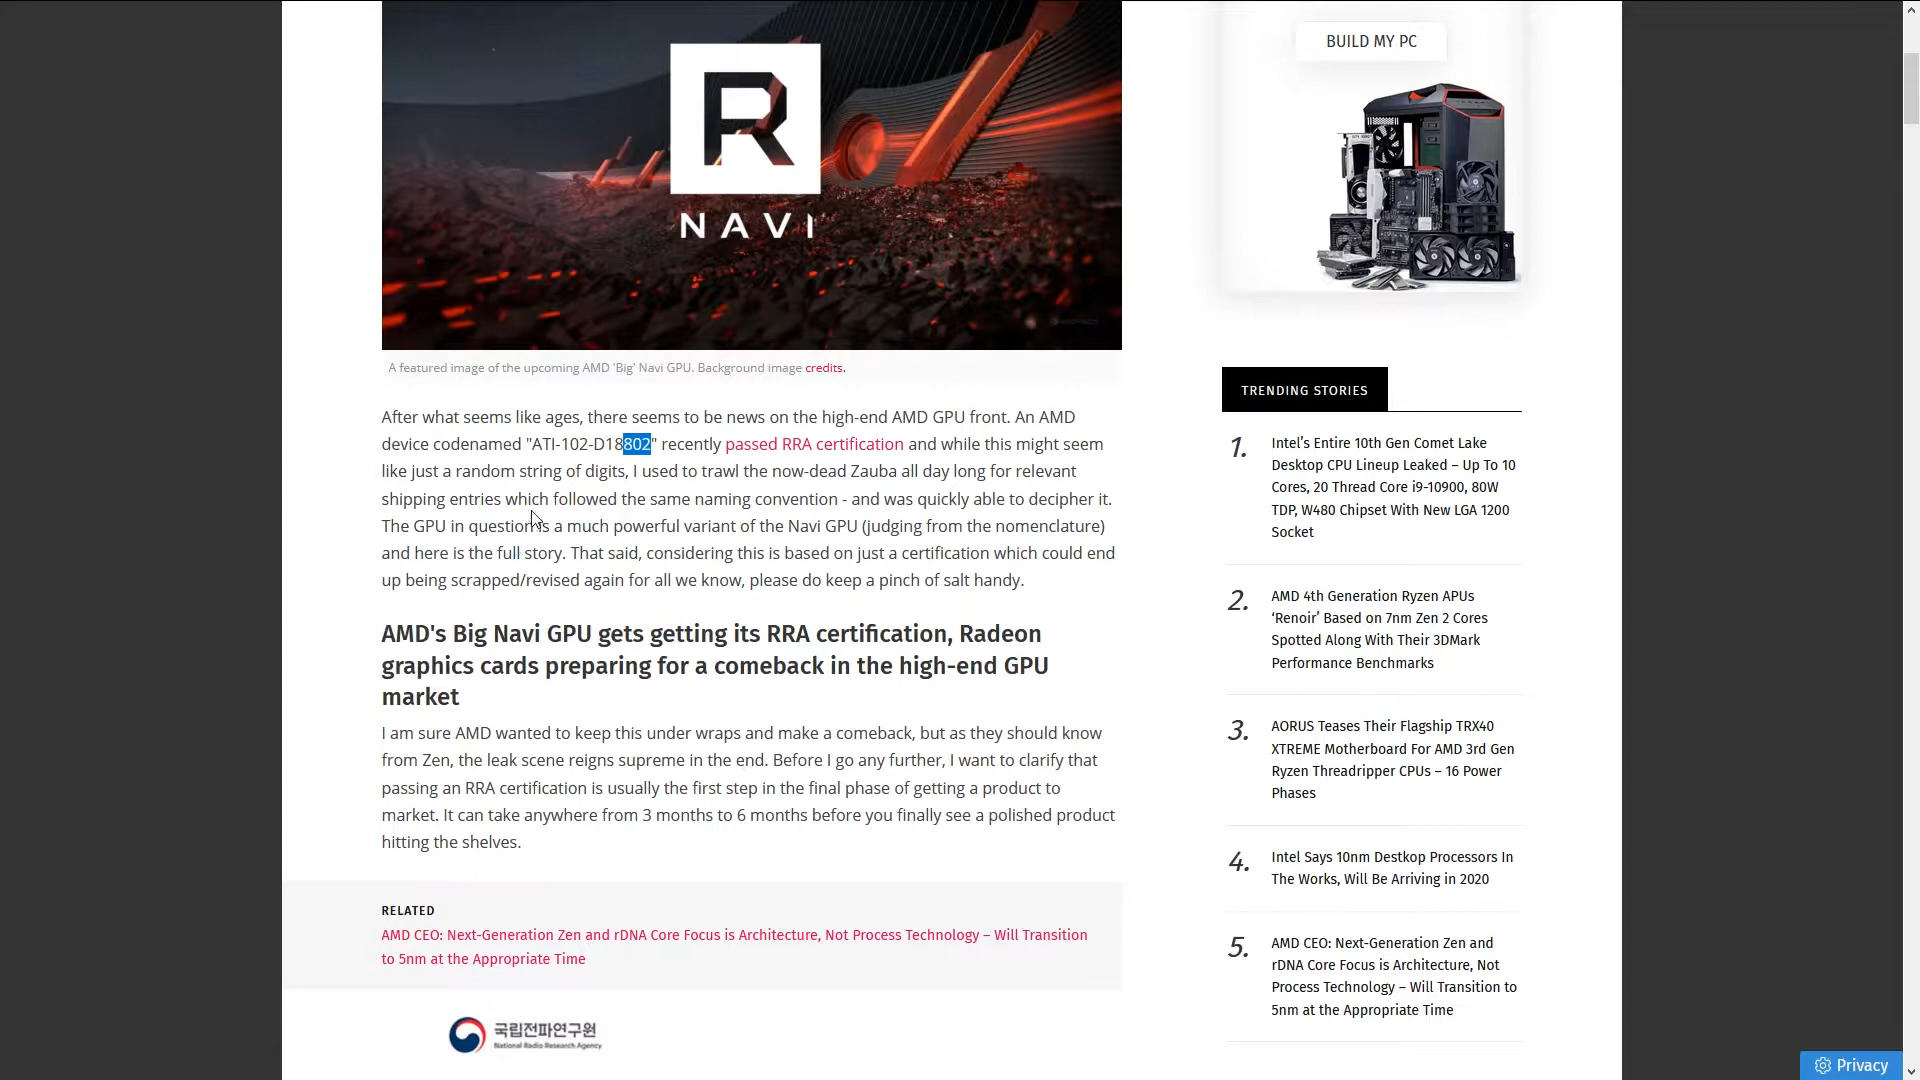 R
NAVI
A featured image of the upcoming AMD 'Big' Navi GPU. Background image credits.
After what seems like ages, there seems to be news on the high-end AMD GPU front. An AMD
device codenamed "ATI-102-D18802" recently passed RRA certification and while this might seem
like just a random string of digits, I used to trawl the now-dead Zauba all day long for relevant
shipping entries which followed the same naming convention - and was quickly able to decipher it.
The GPU in question is a much powerful variant of the Navi GPU (judging from the nomenclature)
and here is the full story. That said, considering this is based on just a certification which could end
up being scrapped/revised again for all we know, please do keep a pinch of salt handy.
AMD's Big Navi GPU gets getting its RRA certification, Radeon
graphics cards preparing for a comeback in the high-end GPU
market
I am sure AMD wanted to keep this under wraps and make a comeback, but as they should know
from Zen, the leak scene reigns supreme in the end. Before I go any further, I want to clarify that
passing an RRA certification is usually the first step in the final phase of getting a product to
market. It can take anywhere from 3 months to 6 months before you finally see a polished product
hitting the shelves.
RELATED
AMD CEO: Next-Generation Zen and rDNA Core Focus is Architecture, Not Process Technology – Will Transition
to 5nm at the Appropriate Time
국립전파연구원
National Radio Research Agency
BUILD MY PC
TRENDING STORIES
1.
Intel's Entire 10th Gen Comet Lake
Desktop CPU Lineup Leaked – Up To 10
Cores, 20 Thread Core i9-10900, 80W
TDP, W480 Chipset With New LGA 1200
Socket
2.
AMD 4th Generation Ryzen APUs
‘Renoir’ Based on 7nm Zen 2 Cores
Spotted Along With Their 3DMark
Performance Benchmarks
3.
AORUS Teases Their Flagship TRX40
XTREME Motherboard For AMD 3rd Gen
Ryzen Threadripper CPUs – 16 Power
Phases
4.
Intel Says 10nm Destkop Processors In
The Works, Will Be Arriving in 2020
5.
AMD CEO: Next-Generation Zen and
rDNA Core Focus is Architecture, Not
Process Technology – Will Transition to
5nm at the Appropriate Time
Privacy